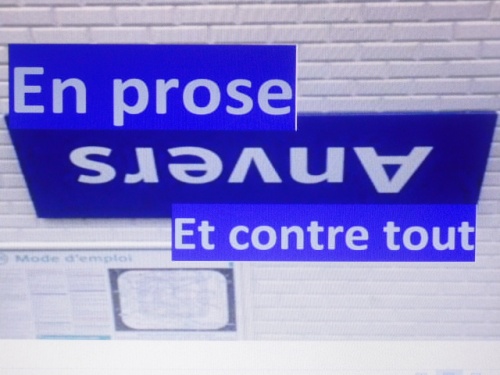 En prose
Anvers
Et contre tout
Mode d'emploi